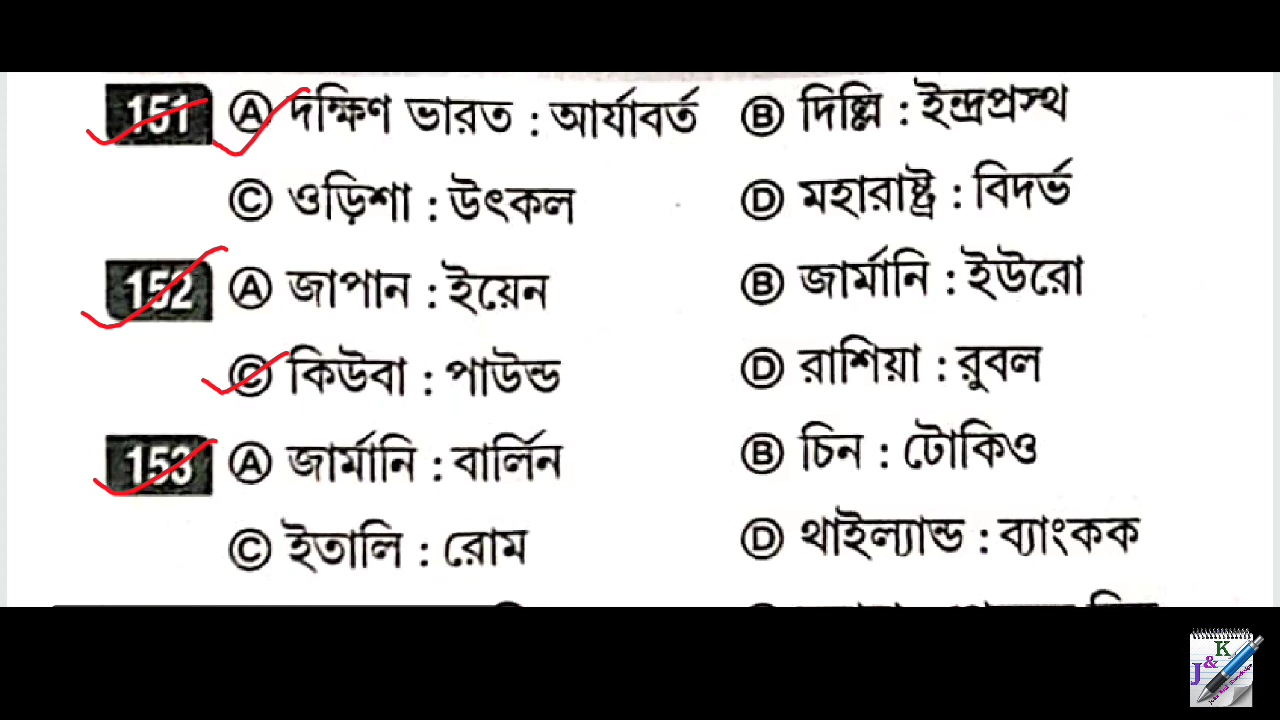 151 Ⓐ দক্ষিণ ভারত : আর্যাবর্ত Ⓑ দিল্লি : ইন্দ্রপ্রস্থ
Ⓒ ওড়িশা : উৎকল Ⓓ মহারাষ্ট্র : বিদর্ভ
152 Ⓐ জাপান : ইয়েন Ⓑ জার্মানি : ইউরো
Ⓒ কিউবা : পাউন্ড Ⓓ রাশিয়া : রুবল
153 Ⓐ জার্মানি : বার্লিন Ⓑ চিন : টোকিও
Ⓒ ইতালি : রোম Ⓓ থাইল্যান্ড : ব্যাংকক
J&K